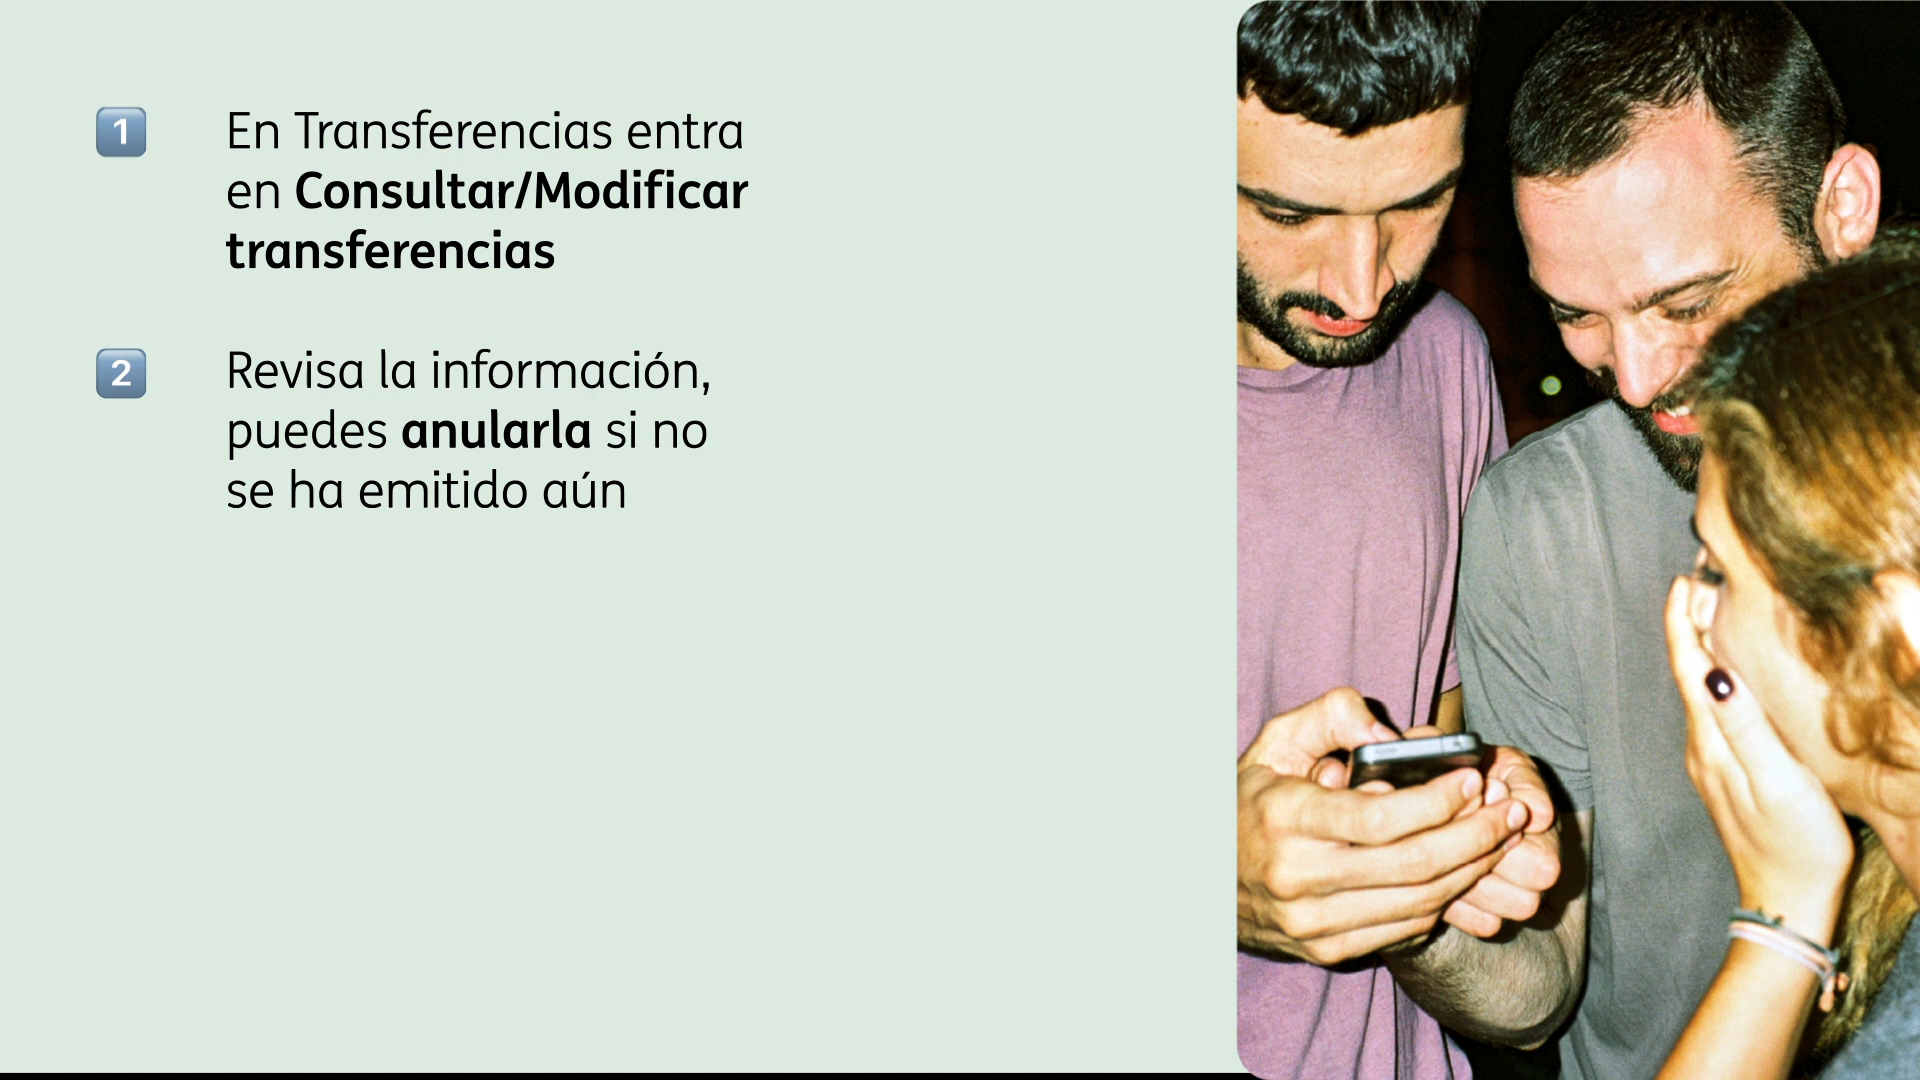 1 En Transferencias entra
en Consultar/Modificar
transferencias
2 Revisa la información,
puedes anularla si no
se ha emitido aún